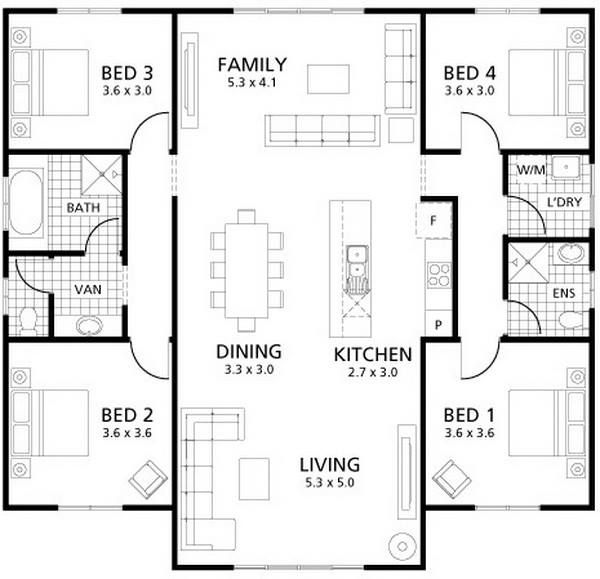 BED 3
3.6 x 3.0
FAMILY
5.3 x 4.1
BED 4
3.6 x 3.0
W/M
L'DRY
BATH
F
VAN
ENS
P
DINING
3.3 x 3.0
KITCHEN
2.7 x 3.0
BED 2
3.6 x 3.6
BED 1
3.6 x 3.6
LIVING
5.3 x 5.0